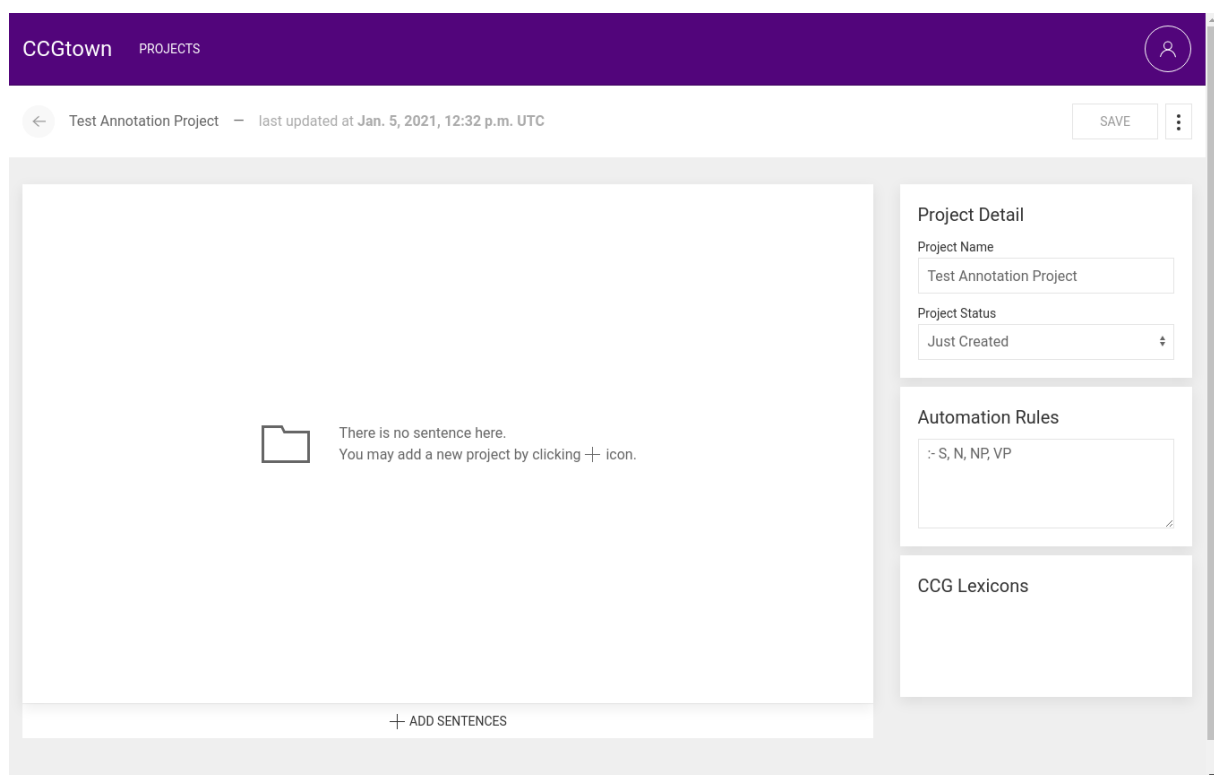 CCGtown PROJECTS
Test Annotation Project — last updated at Jan. 5, 2021, 12:32 p.m. UTC
SAVE
There is no sentence here.
You may add a new project by clicking + icon.
+ ADD SENTENCES
Project Detail
Project Name
Test Annotation Project
Project Status
Just Created
Automation Rules
:- S, N, NP, VP
CCG Lexicons